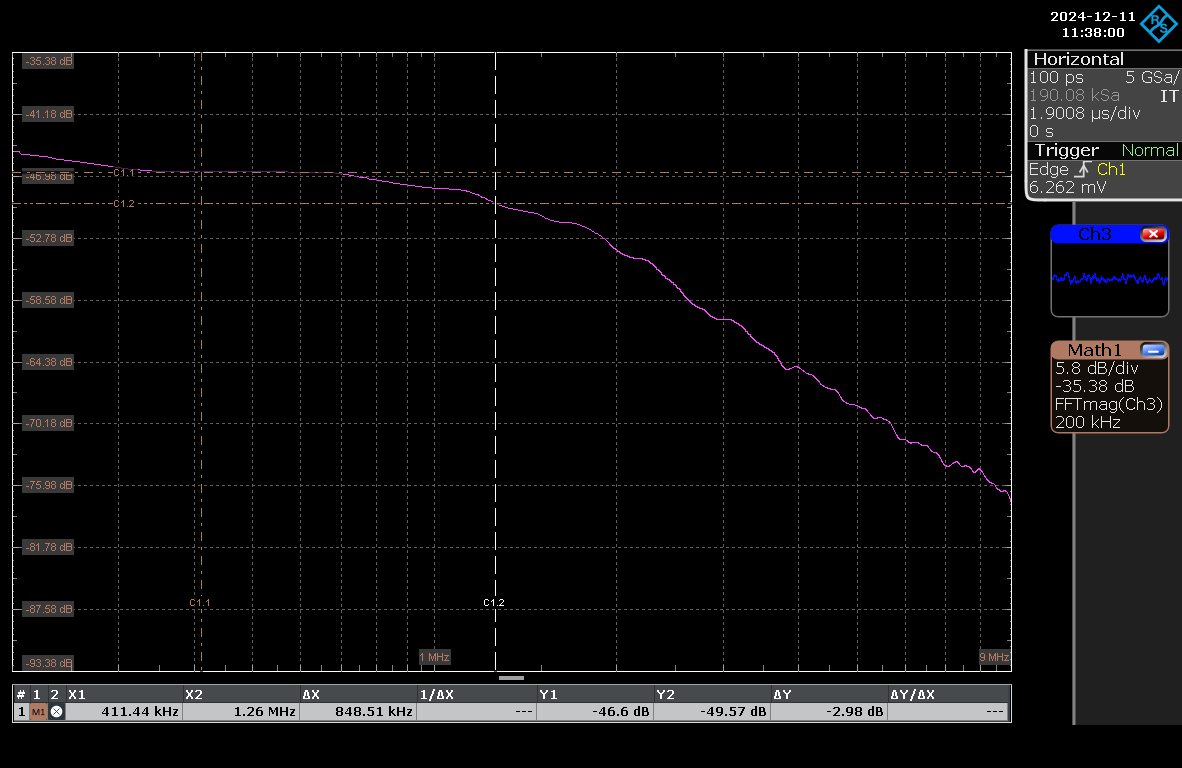 2024-12-11
11:38:00
R S
Horizontal
100 ps 5 GSa/
190.08 kSa IT
1.9008 µs/div
0 s
Trigger Normal
Edge Ch1
6.262 mV
Ch3
Math1
5.8 dB/div
-35.38 dB
FFTmag(Ch3)
200 kHz
-35.38 dB
-41.18 dB
C1.1
-46.98 dB
C1.2
-52.78 dB
-58.58 dB
-64.38 dB
-70.18 dB
-75.98 dB
-81.78 dB
C1.1 C1.2
-87.58 dB
1 MHz 9 MHz
-93.38 dB
# 1 2 X1 X2 ΔX 1/ΔX Y1 Y2 ΔY ΔY/ΔX
1 M1 411.44 kHz 1.26 MHz 848.51 kHz --- -46.6 dB -49.57 dB -2.98 dB ---